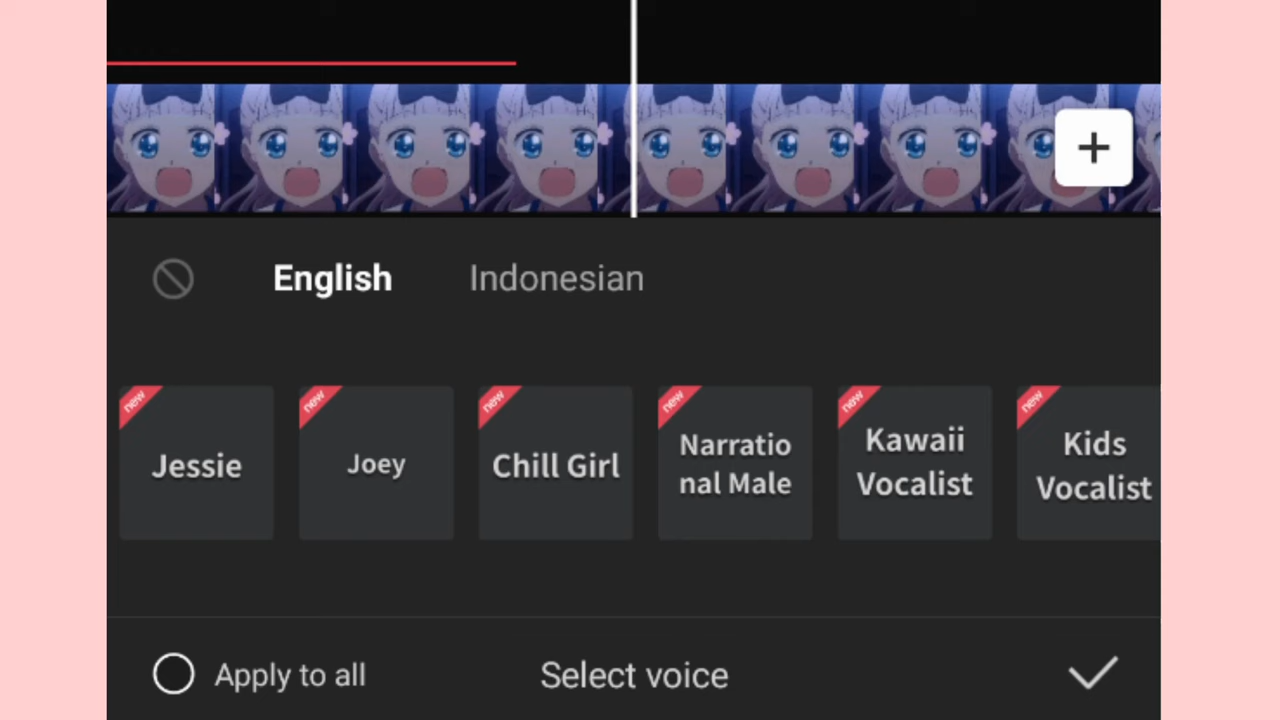 English Indonesian
new new new new new new
Jessie
Joey
Chill Girl
Narratio
nal Male
Kawaii
Vocalist
Kids
Vocalist
Apply to all
Select voice